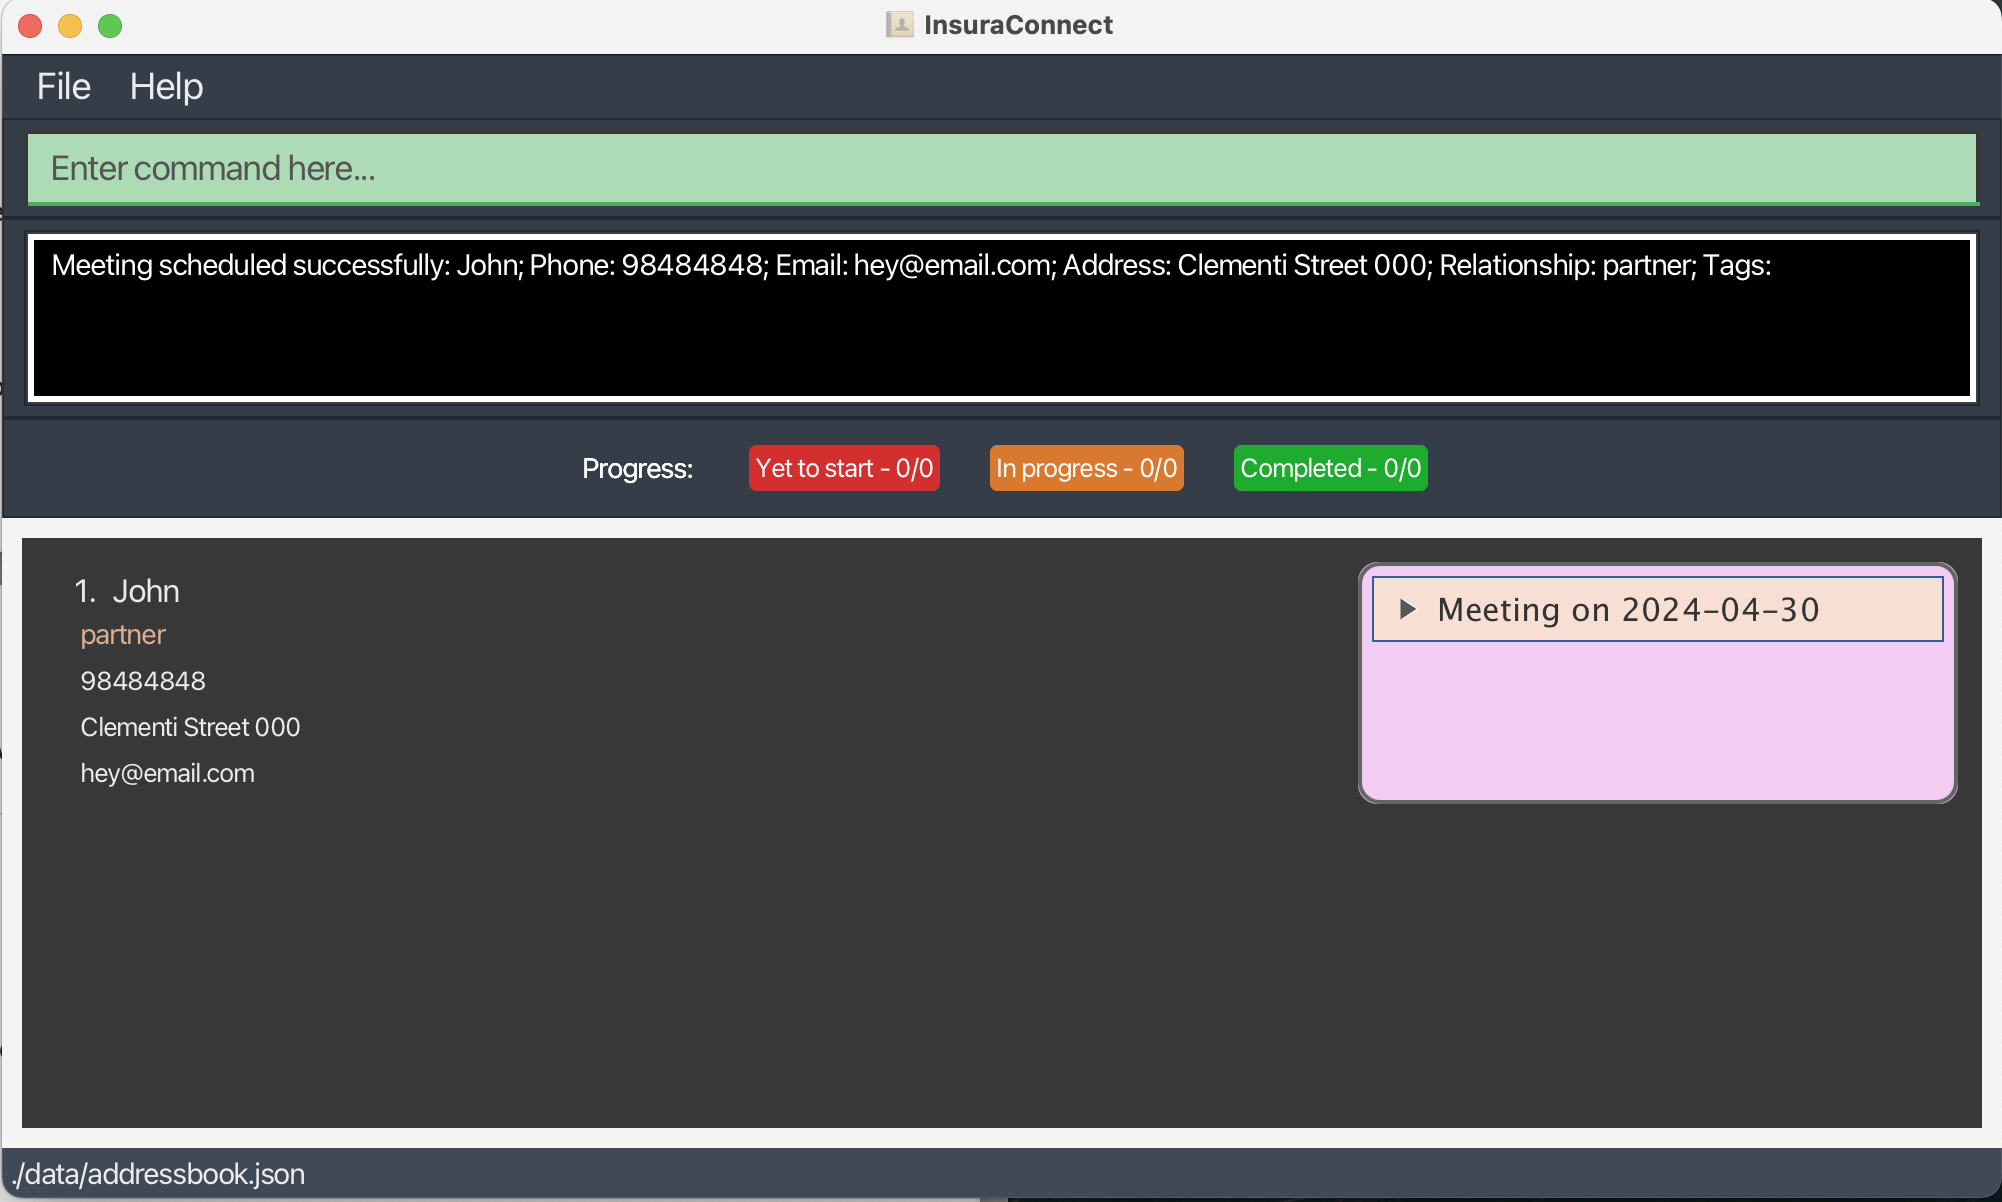 InsuraConnect
File Help
Enter command here...
Meeting scheduled successfully: John; Phone: 98484848; Email: hey@email.com; Address: Clementi Street 000; Relationship: partner; Tags:
Progress: Yet to start - 0/0 In progress - 0/0 Completed - 0/0
1. John
partner
98484848
Clementi Street 000
hey@email.com
Meeting on 2024-04-30
./data/addressbook.json